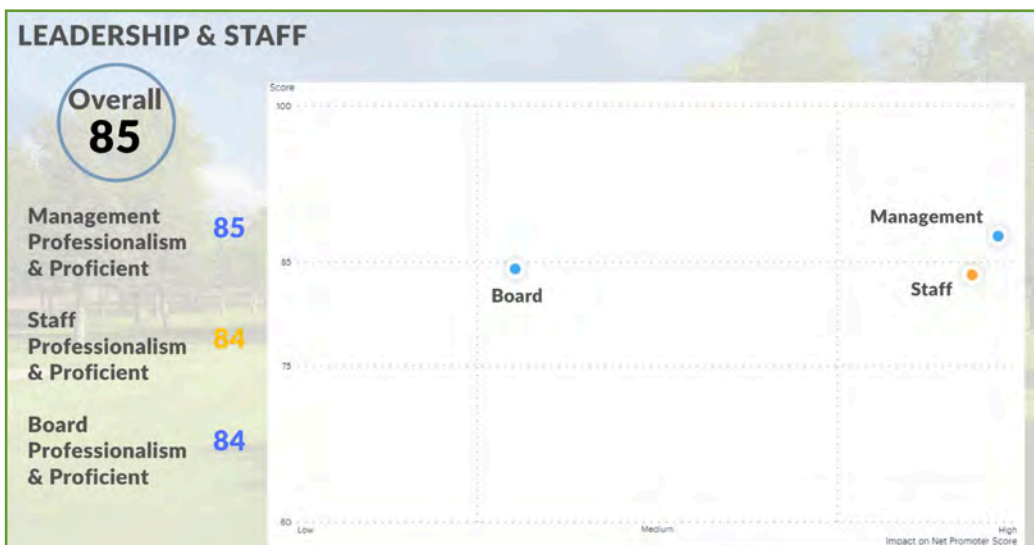 LEADERSHIP & STAFF
Overall
85
Management
Professionalism
& Proficient
85
Staff
Professionalism
& Proficient
84
Board
Professionalism
& Proficient
84
Score
100
85
75
60
Management
Staff
Board
Low
Medium
High
Impact on Net Promoter Score